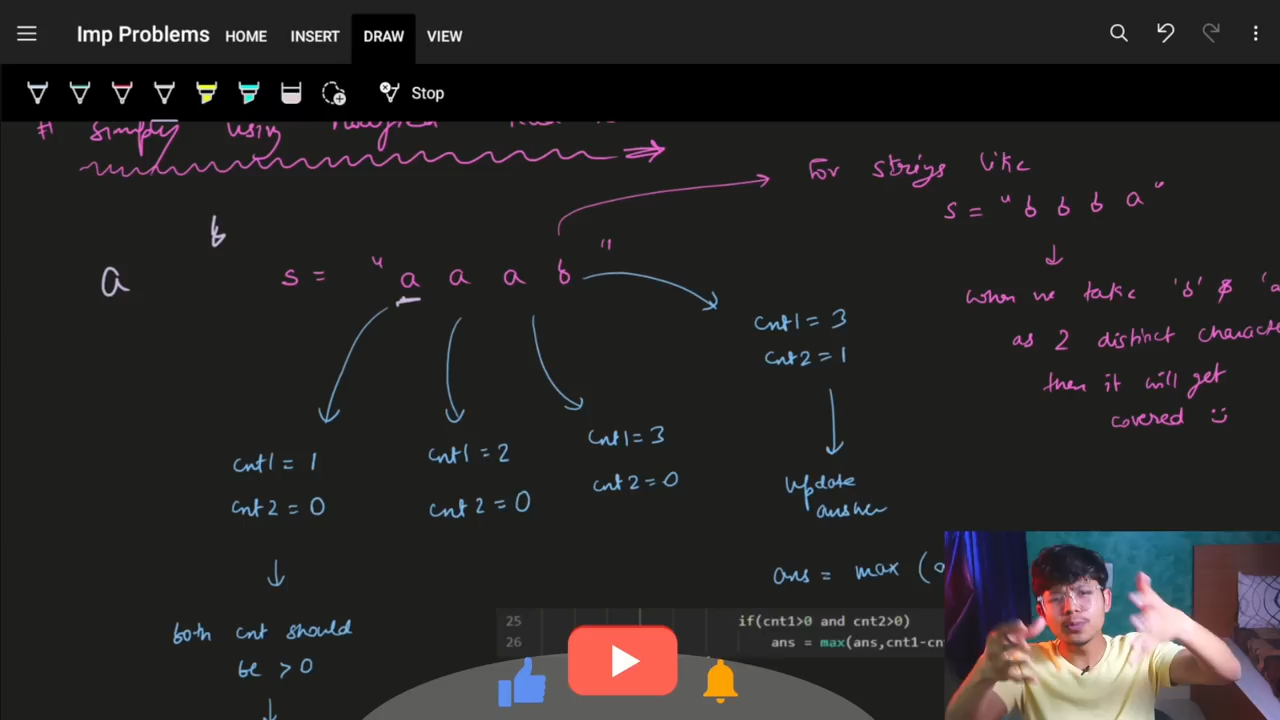 Imp Problems HOME INSERT DRAW VIEW
Stop
# simply using
For strings like
s = "b b b a"
b
a
s = "a a a b"
when we take 'b' & 'a
as 2 distinct characte
then it will get
covered
cnt1 = 3
cnt2 = 1
cnt1 = 1
cnt2 = 0
cnt1 = 2
cnt2 = 0
cnt1 = 3
cnt2 = 0
update
answer
ans = max (a
both cnt should
be > 0
25 if(cnt1>0 and cnt2>0)
26 ans = max(ans,cnt1-cn